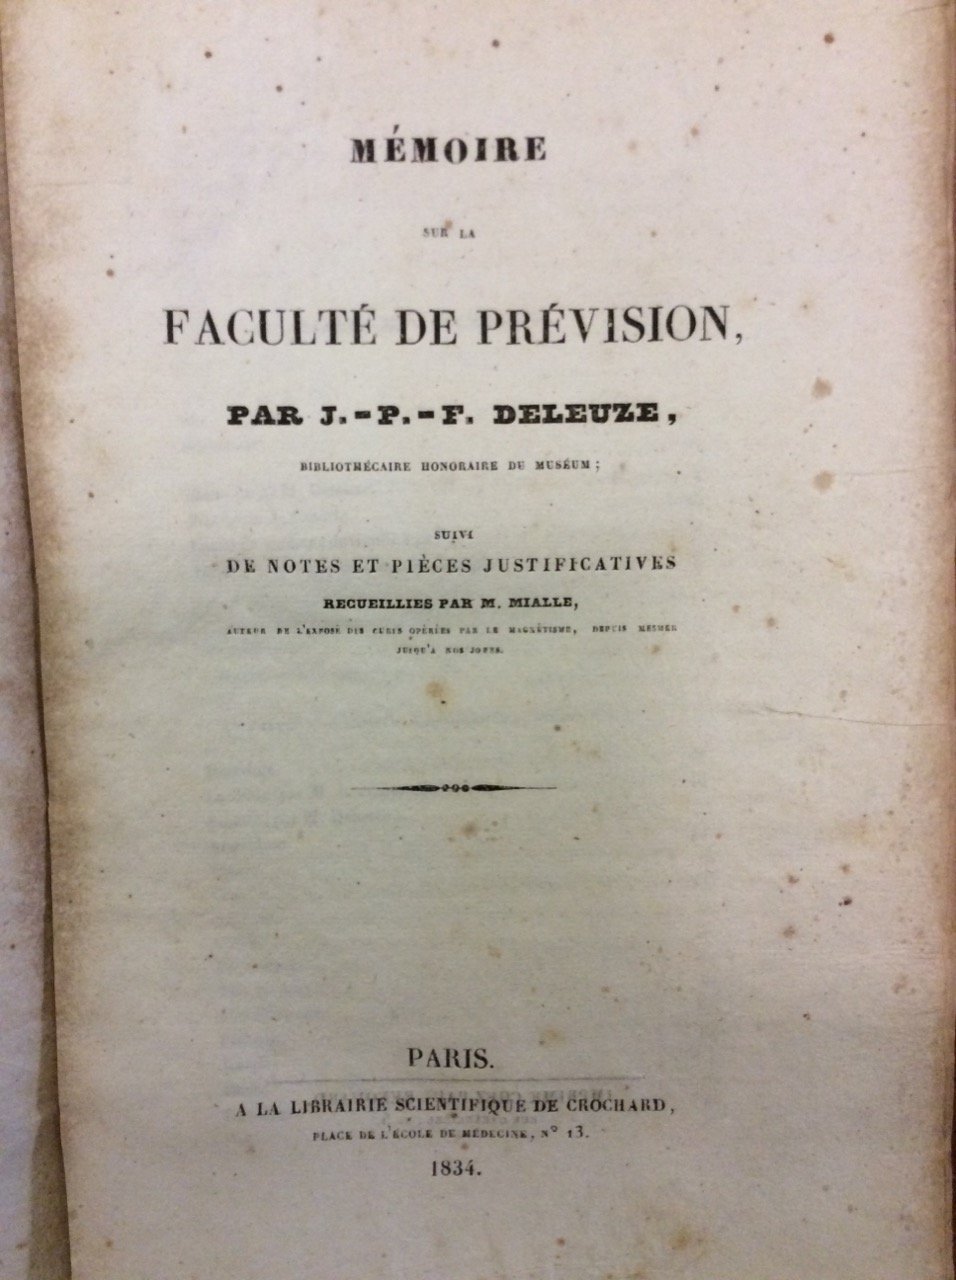 MÉMOIRE
SUR LA
FACULTÉ DE PRÉVISION,
PAR J.-P.-F. DELEUZE,
BIBLIOTHÉCAIRE HONORAIRE DU MUSÉUM ;
SUIVI
DE NOTES ET PIÈCES JUSTIFICATIVES
RECUEILLIES PAR M. MIALLE,
AUTEUR DE L'EXPOSÉ DES CURES OPÉRÉES PAR LE MAGNÉTISME, DEPUIS MESMER
JUSQU'A NOS JOURS.
PARIS.
A LA LIBRAIRIE SCIENTIFIQUE DE CROCHARD,
PLACE DE L'ÉCOLE DE MÉDECINE, N° 13.
1834.